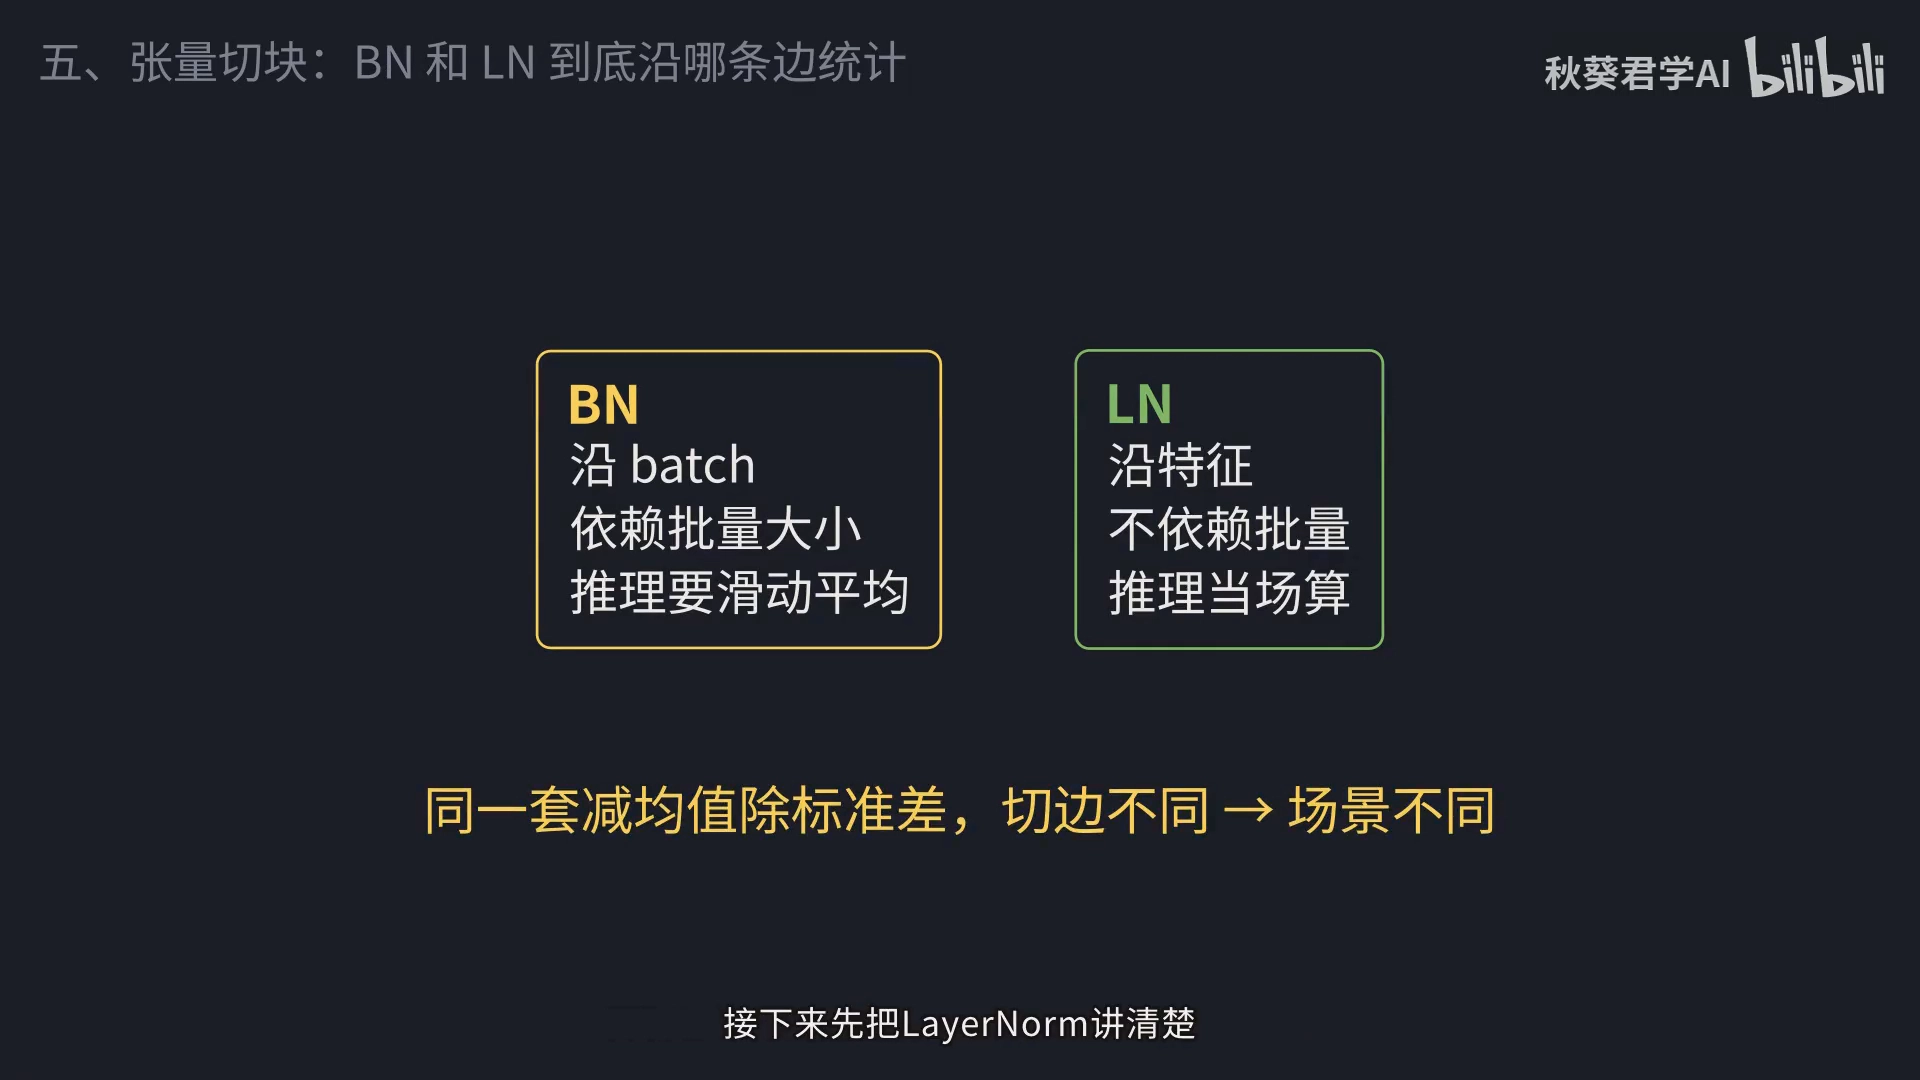 五、张量切块：BN 和 LN 到底沿哪条边统计
秋葵君学AI bilibili
BN
沿 batch
依赖批量大小
推理要滑动平均
LN
沿特征
不依赖批量
推理当场算
同一套减均值除标准差，切边不同 → 场景不同
接下来先把LayerNorm讲清楚